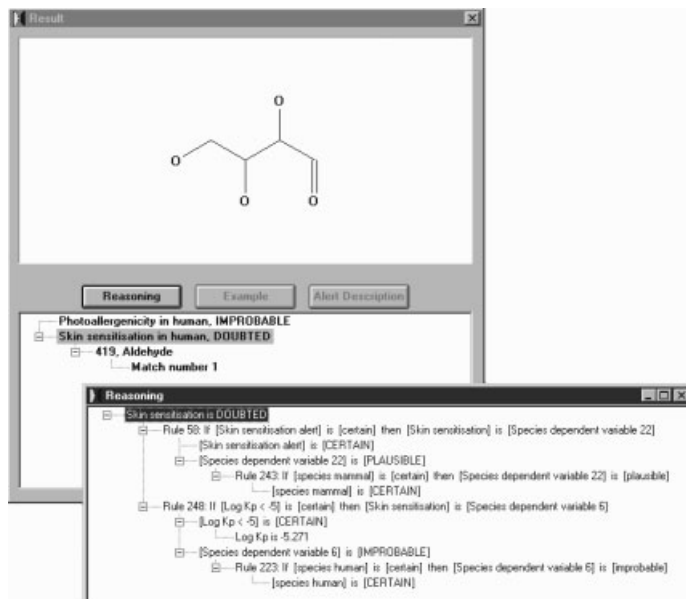 Result
O
O
O
O
Reasoning
Example
Alert Description
Photoallergenicity in human, IMPROBABLE
Skin sensitisation in human, DOUBTED
419, Aldehyde
Match number 1
Reasoning
Skin sensitisation is DOUBTED
Rule 58: If [Skin sensitisation alert] is [certain] then [Skin sensitisation] is [Species dependent variable 22]
[Skin sensitisation alert] is [CERTAIN]
[Species dependent variable 22] is [PLAUSIBLE]
Rule 243: If [species mammal] is [certain] then [Species dependent variable 22] is [plausible]
[species mammal] is [CERTAIN]
Rule 248: If [Log Kp < -5] is [certain] then [Skin sensitisation] is [Species dependent variable 6]
[Log Kp < -5] is [CERTAIN]
Log Kp is -5.271
[Species dependent variable 6] is [IMPROBABLE]
Rule 223: If [species human] is [certain] then [Species dependent variable 6] is [improbable]
[species human] is [CERTAIN]